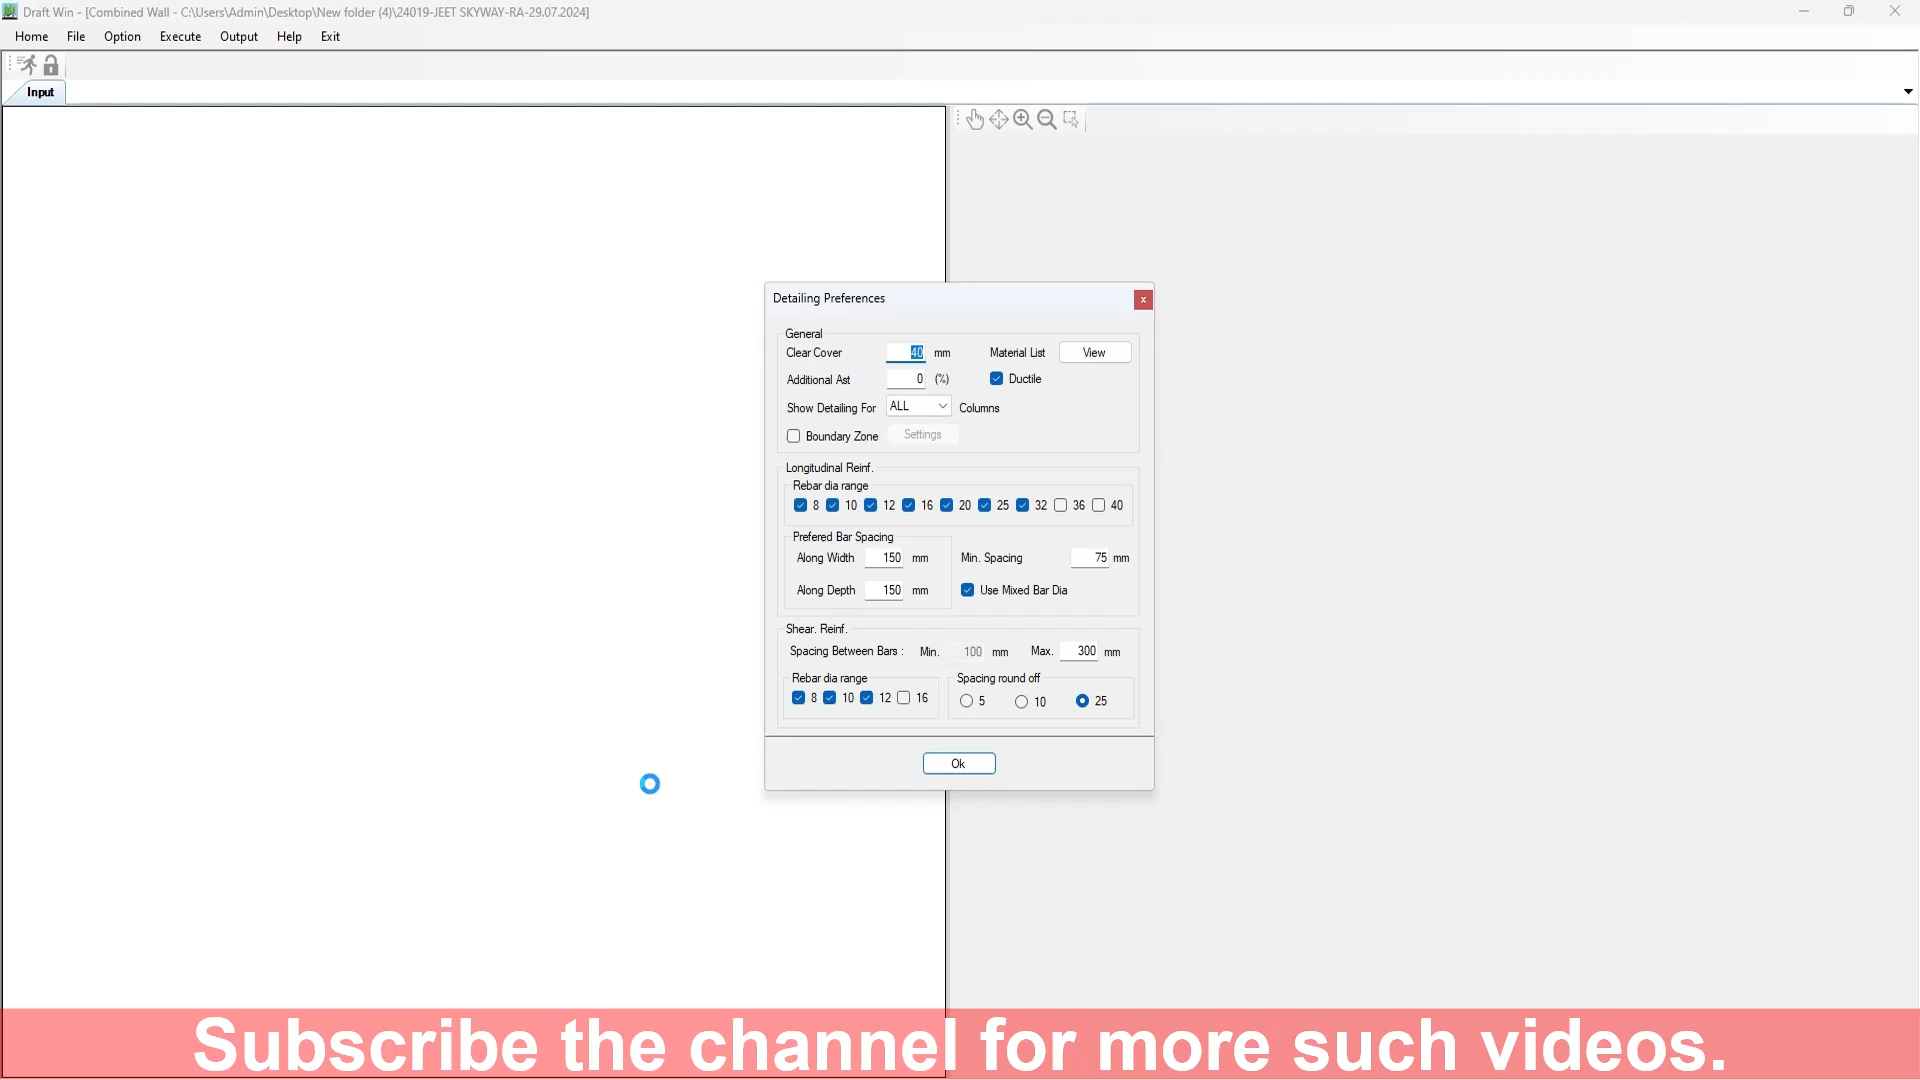 Draft Win - [Combined Wall - C:\Users\Admin\Desktop\New folder (4)\24019-JEET SKYWAY-RA-29.07.2024]
Home File Option Execute Output Help Exit
Input
Detailing Preferences
x
General
Clear Cover 40 mm Material List View
Additional Ast 0 (%) Ductile
Show Detailing For ALL Columns
Boundary Zone Settings
Longitudinal Reinf.
Rebar dia range
8 10 12 16 20 25 32 36 40
Prefered Bar Spacing
Along Width 150 mm Min. Spacing 75 mm
Along Depth 150 mm Use Mixed Bar Dia
Shear. Reinf.
Spacing Between Bars : Min. 100 mm Max. 300 mm
Rebar dia range Spacing round off
8 10 12 16 5 10 25
Ok
Subscribe the channel for more such videos.